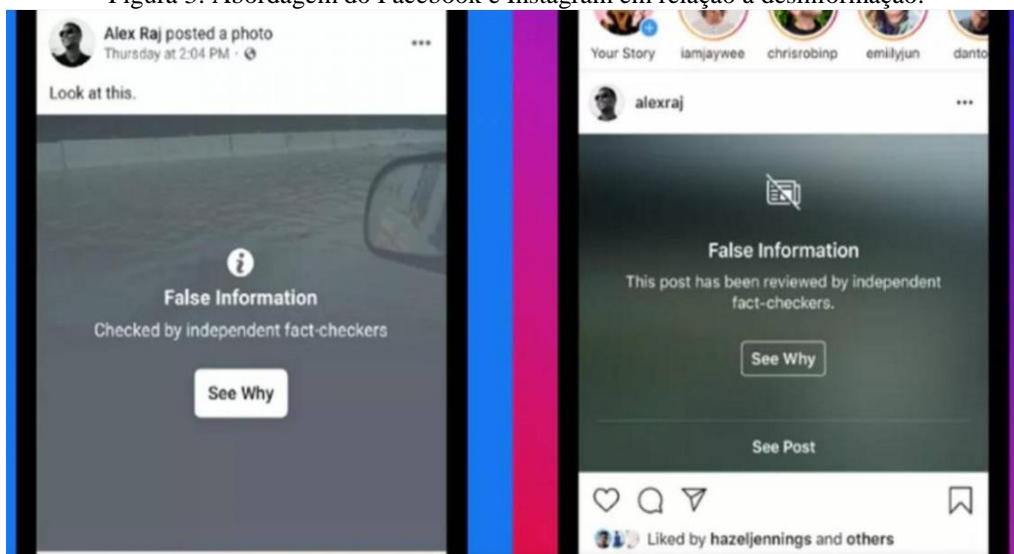 Figura 3: Abordagem do Facebook e Instagram em relação à desinformação.
Alex Raj posted a photo
Thursday at 2:04 PM ·
Look at this.
False Information
Checked by independent fact-checkers
See Why
Your Story iamjaywee chrisrobinp emiilyjun danto
alexraj
False Information
This post has been reviewed by independent
fact-checkers.
See Why
See Post
Liked by hazeljennings and others